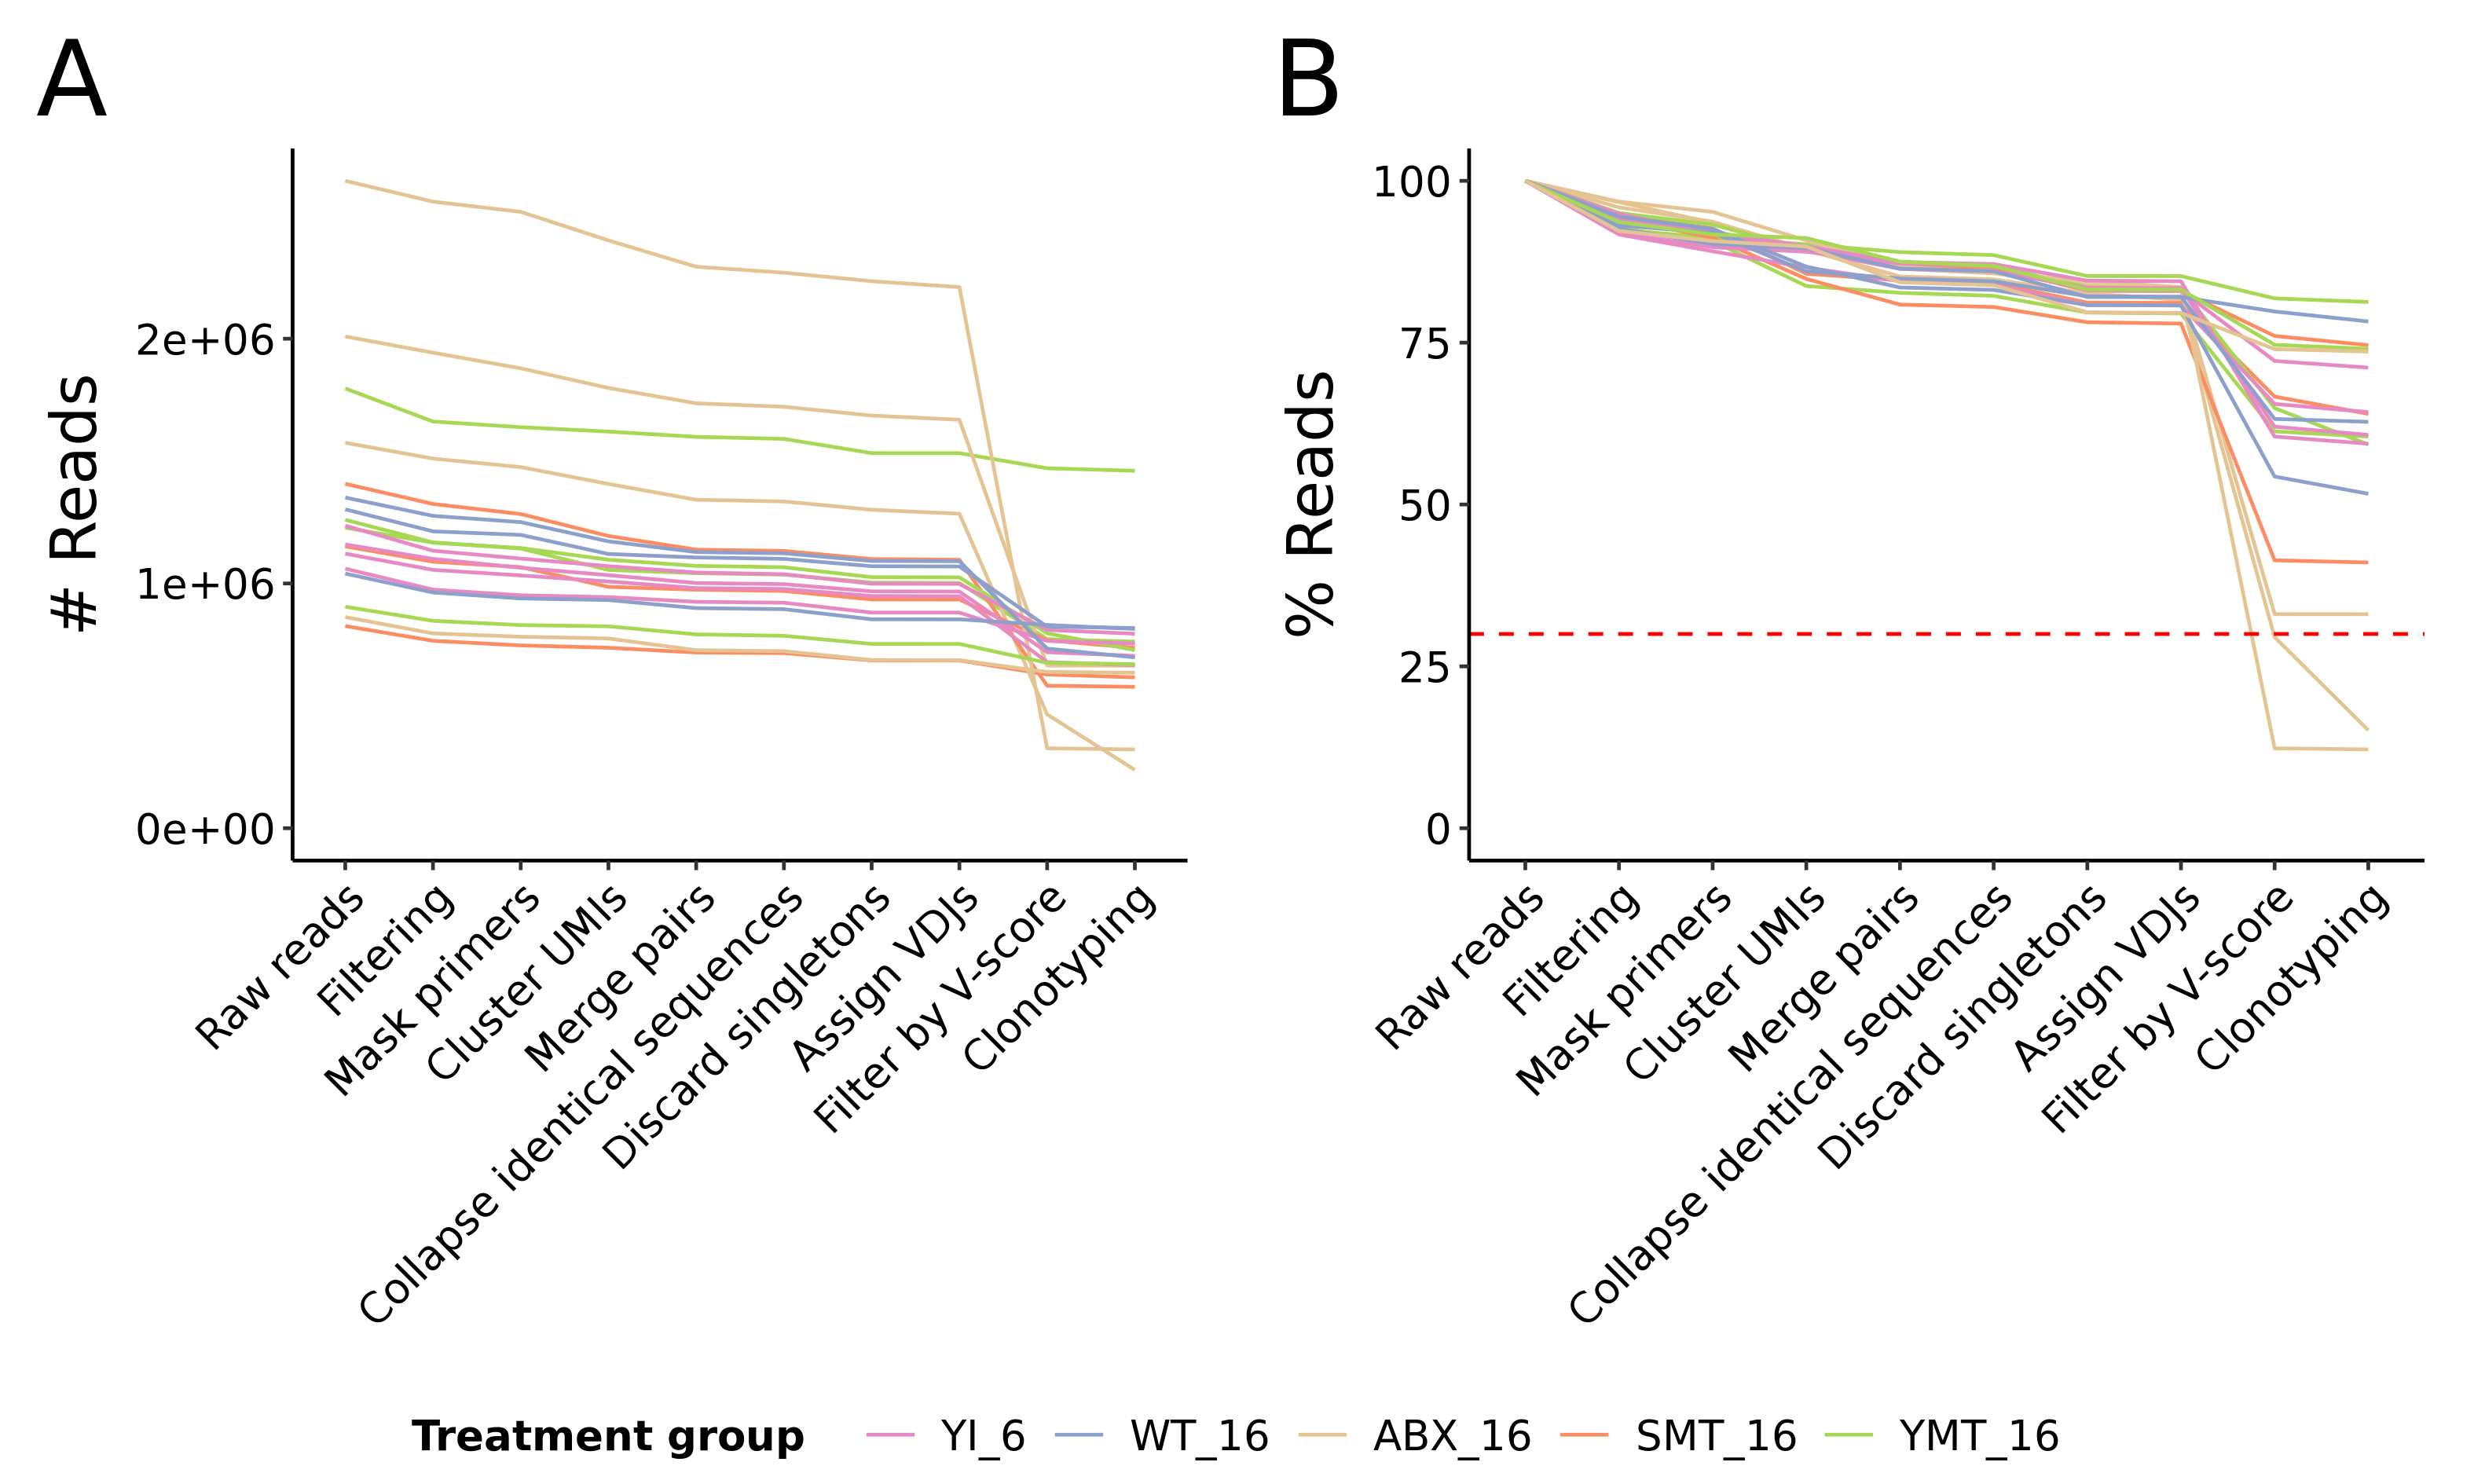 A
# Reads
2e+06
1e+06
0e+00
Raw reads
Filtering
Mask primers
Cluster UMIs
Merge pairs
Collapse identical sequences
Discard singletons
Assign VDJs
Filter by V-score
Clonotyping
B
% Reads
100
75
50
25
0
Raw reads
Filtering
Mask primers
Cluster UMIs
Merge pairs
Collapse identical sequences
Discard singletons
Assign VDJs
Filter by V-score
Clonotyping
Treatment group YI_6 WT_16 ABX_16 SMT_16 YMT_16